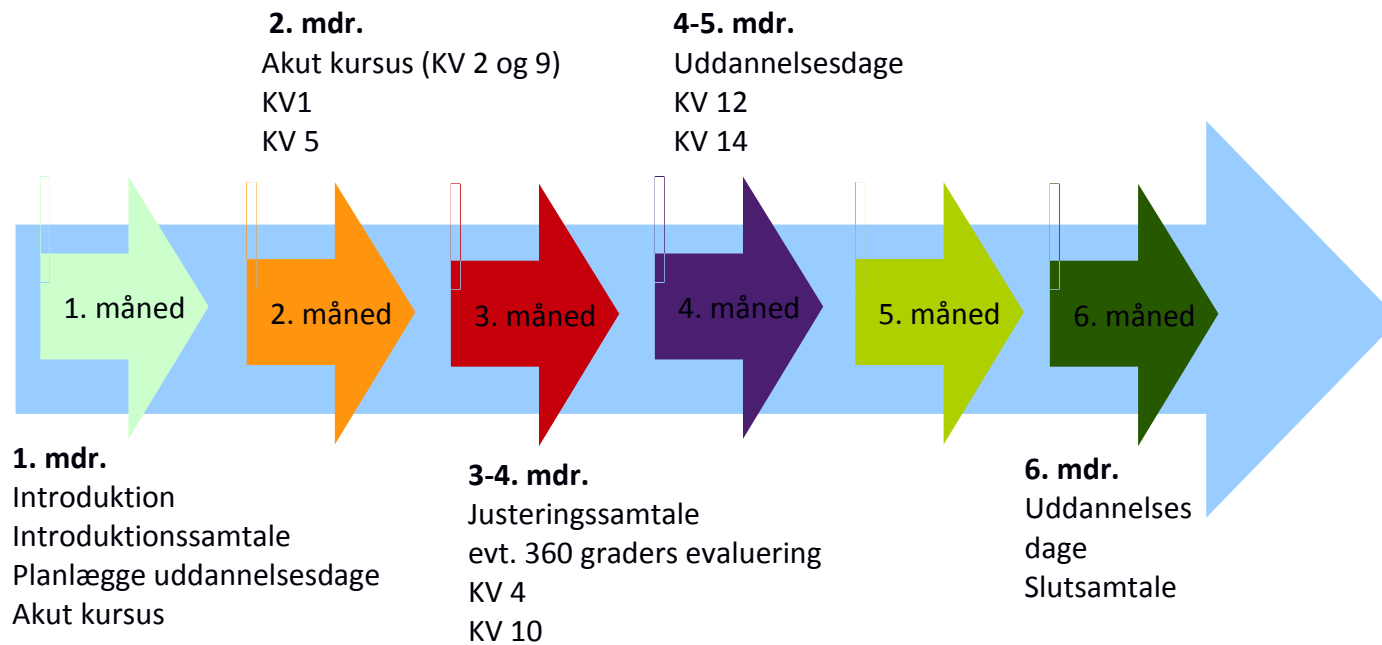 2. mdr.
Akut kursus (KV 2 og 9)
KV1
KV 5
4-5. mdr.
Uddannelsesdage
KV 12
KV 14
1. måned
2. måned
3. måned
4. måned
5. måned
6. måned
1. mdr.
Introduktion
Introduktionssamtale
Planlægge uddannelsesdage
Akut kursus
3-4. mdr.
Justeringssamtale
evt. 360 graders evaluering
KV 4
KV 10
6. mdr.
Uddannelses
dage
Slutsamtale